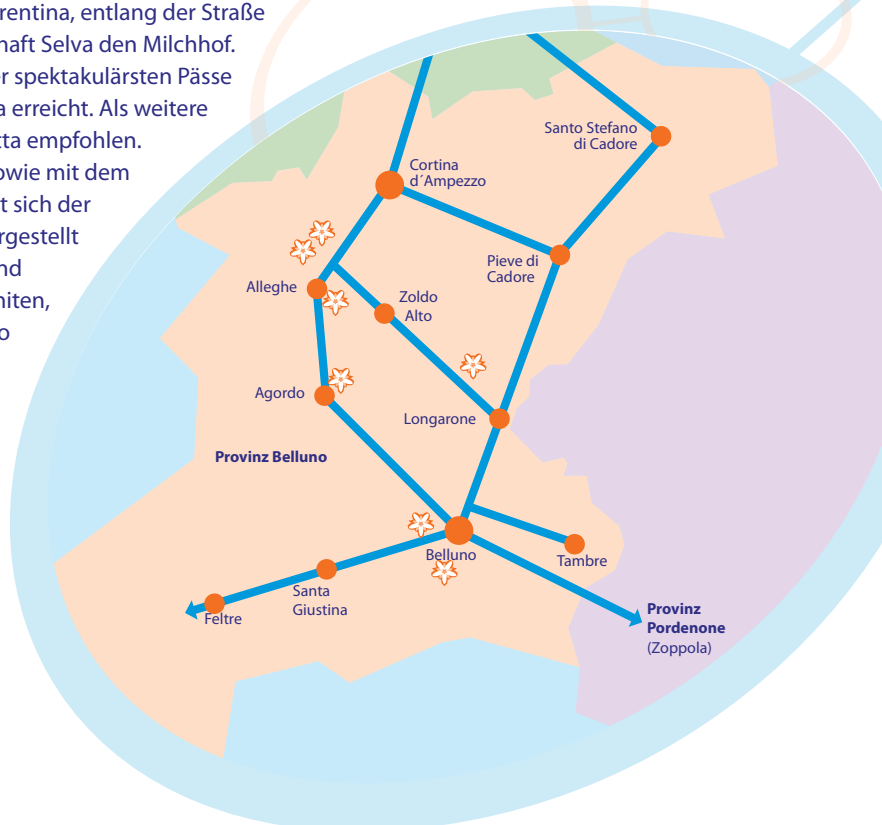 rentina, entlang der Straße
haft Selva den Milchhof.
er spektakulärsten Pässe
a erreicht. Als weitere
tta empfohlen.
owie mit dem
t sich der
rgestellt
nd
niten,
o
Santo Stefano
di Cadore
Cortina
d´Ampezzo
Pieve di
Cadore
Alleghe
Zoldo
Alto
Agordo
Longarone
Provinz Belluno
Belluno
Tambre
Santa
Giustina
Feltre
Provinz
Pordenone
(Zoppola)